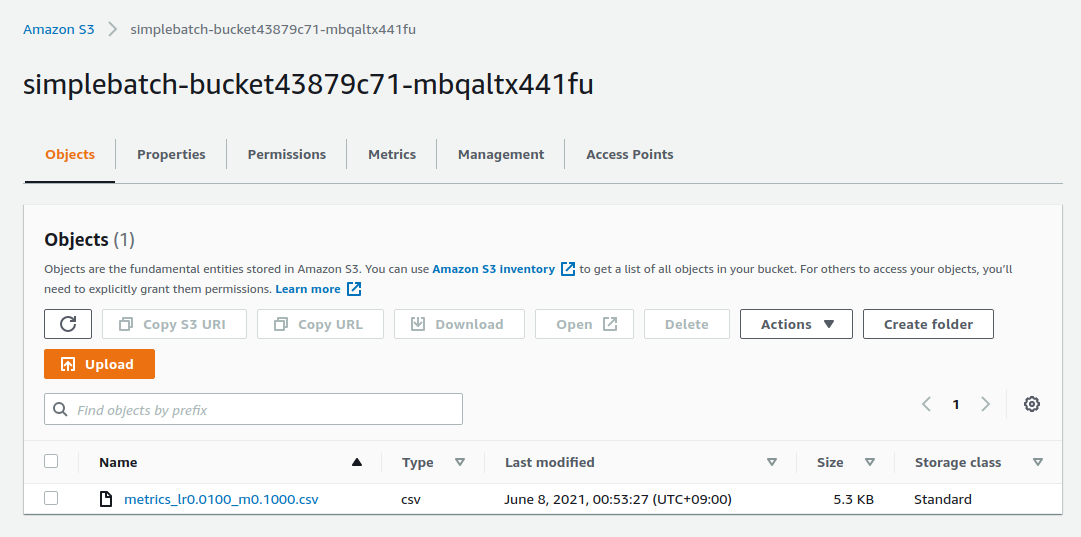 Amazon S3 > simplebatch-bucket43879c71-mbqaltx441fu
simplebatch-bucket43879c71-mbqaltx441fu
Objects Properties Permissions Metrics Management Access Points
Objects (1)
Objects are the fundamental entities stored in Amazon S3. You can use Amazon S3 inventory to get a list of all objects in your bucket. For others to access your objects, you'll
need to explicitly grant them permissions. Learn more
Copy S3 URI Copy URL Download Open Delete Actions Create folder
Upload
Find objects by prefix
1
Name Type Last modified Size Storage class
metrics_lr0.0100_m0.1000.csv csv June 8, 2021, 00:53:27 (UTC+09:00) 5.3 KB Standard